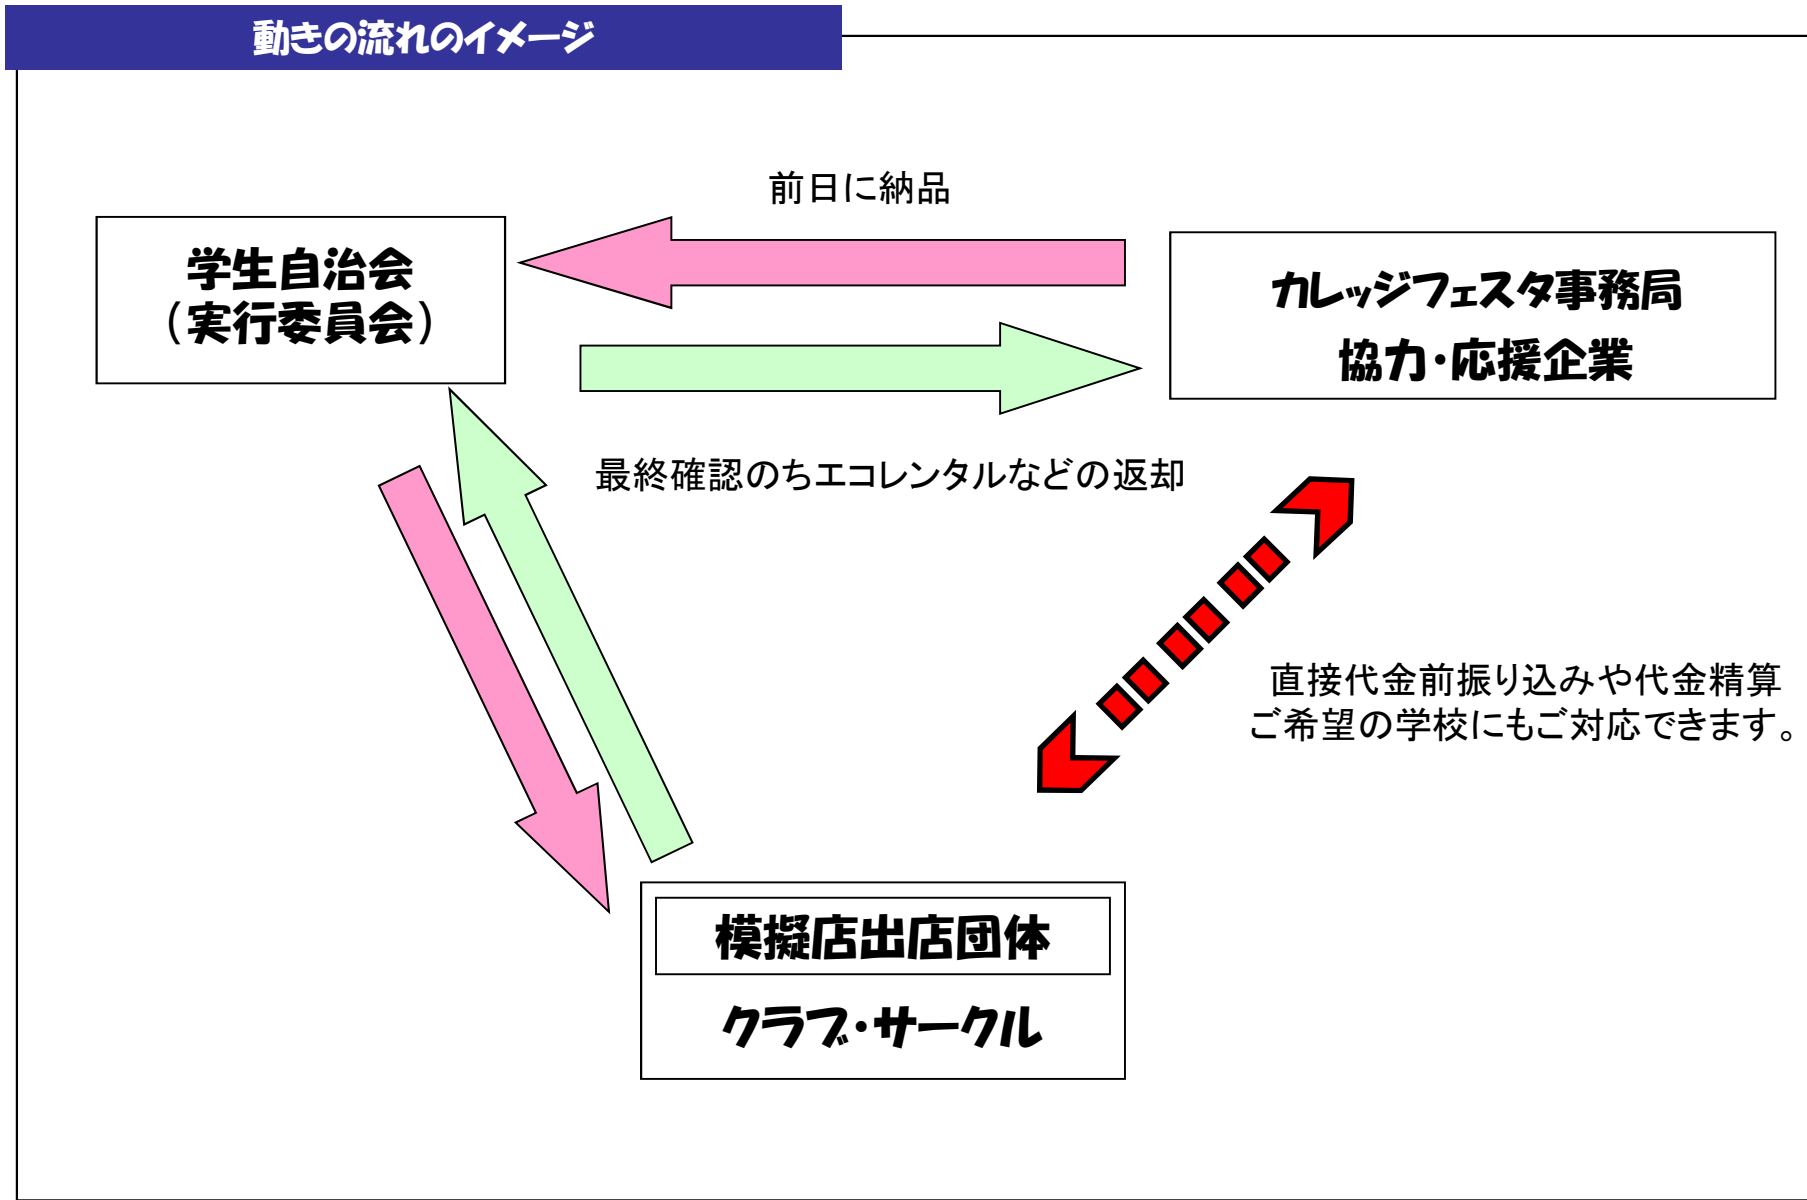 動きの流れのイメージ
前日に納品
学生自治会
（実行委員会）
カレッジフェスタ事務局
協力・応援企業
最終確認のちエコレンタルなどの返却
直接代金前振り込みや代金精算
ご希望の学校にもご対応できます。
模擬店出店団体
クラブ・サークル